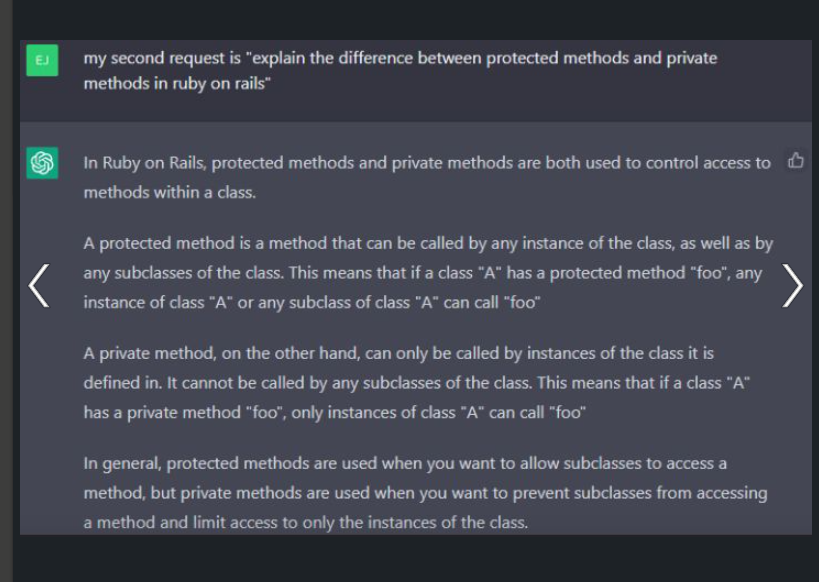 EJ
my second request is "explain the difference between protected methods and private
methods in ruby on rails"
In Ruby on Rails, protected methods and private methods are both used to control access to
methods within a class.
A protected method is a method that can be called by any instance of the class, as well as by
any subclasses of the class. This means that if a class "A" has a protected method "foo", any
instance of class "A" or any subclass of class "A" can call "foo"
A private method, on the other hand, can only be called by instances of the class it is
defined in. It cannot be called by any subclasses of the class. This means that if a class "A"
has a private method "foo", only instances of class "A" can call "foo"
In general, protected methods are used when you want to allow subclasses to access a
method, but private methods are used when you want to prevent subclasses from accessing
a method and limit access to only the instances of the class.